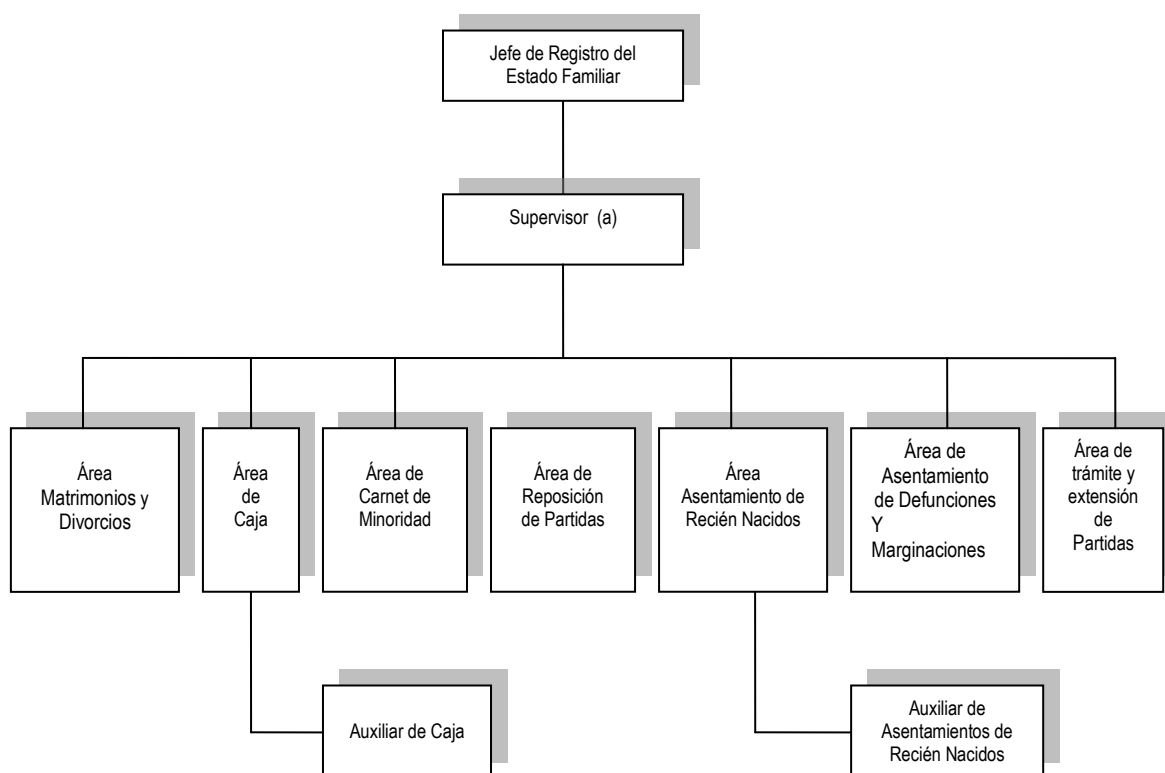 Jefe de Registro del
Estado Familiar
Supervisor (a)
Área
Matrimonios y
Divorcios
Área
de
Caja
Área de
Carnet de
Minoridad
Área de
Reposición
de Partidas
Área
Asentamiento de
Recién Nacidos
Área de
Asentamiento
de Defunciones
Y
Marginaciones
Área de
trámite y
extensión
de
Partidas
Auxiliar de Caja
Auxiliar de
Asentamientos de
Recién Nacidos